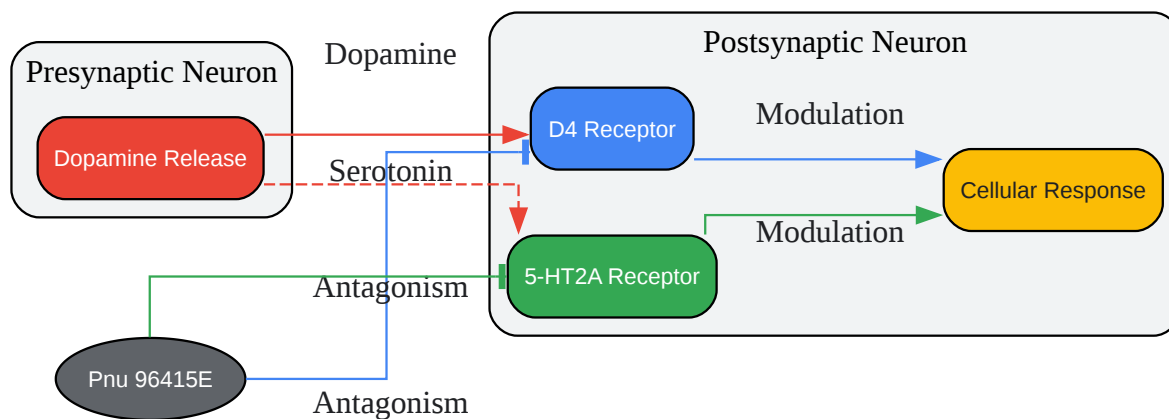 Postsynaptic Neuron
Dopamine
Presynaptic Neuron
Modulation
D4 Receptor
Dopamine Release
Serotonin
Cellular Response
Modulation
5-HT2A Receptor
Antagonism
Pnu 96415E
Antagonism